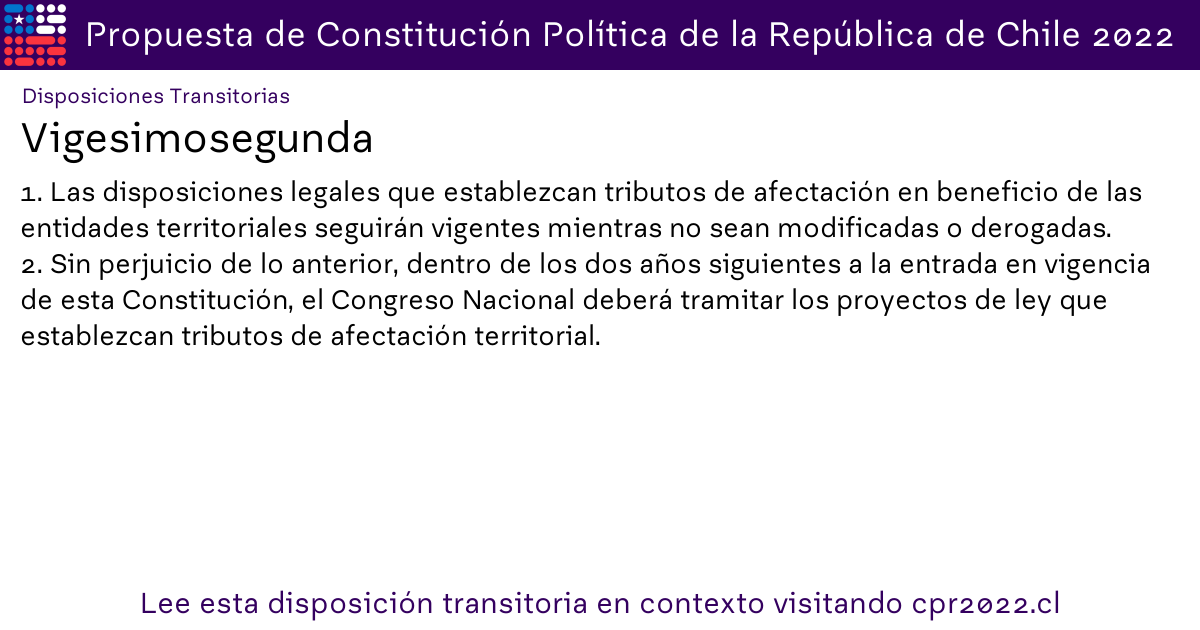 Propuesta de Constitución Política de la República de Chile 2022
Disposiciones Transitorias
Vigesimosegunda
1. Las disposiciones legales que establezcan tributos de afectación en beneficio de las
entidades territoriales seguirán vigentes mientras no sean modificadas o derogadas.
2. Sin perjuicio de lo anterior, dentro de los dos años siguientes a la entrada en vigencia
de esta Constitución, el Congreso Nacional deberá tramitar los proyectos de ley que
establezcan tributos de afectación territorial.
Lee esta disposición transitoria en contexto visitando cpr2022.cl